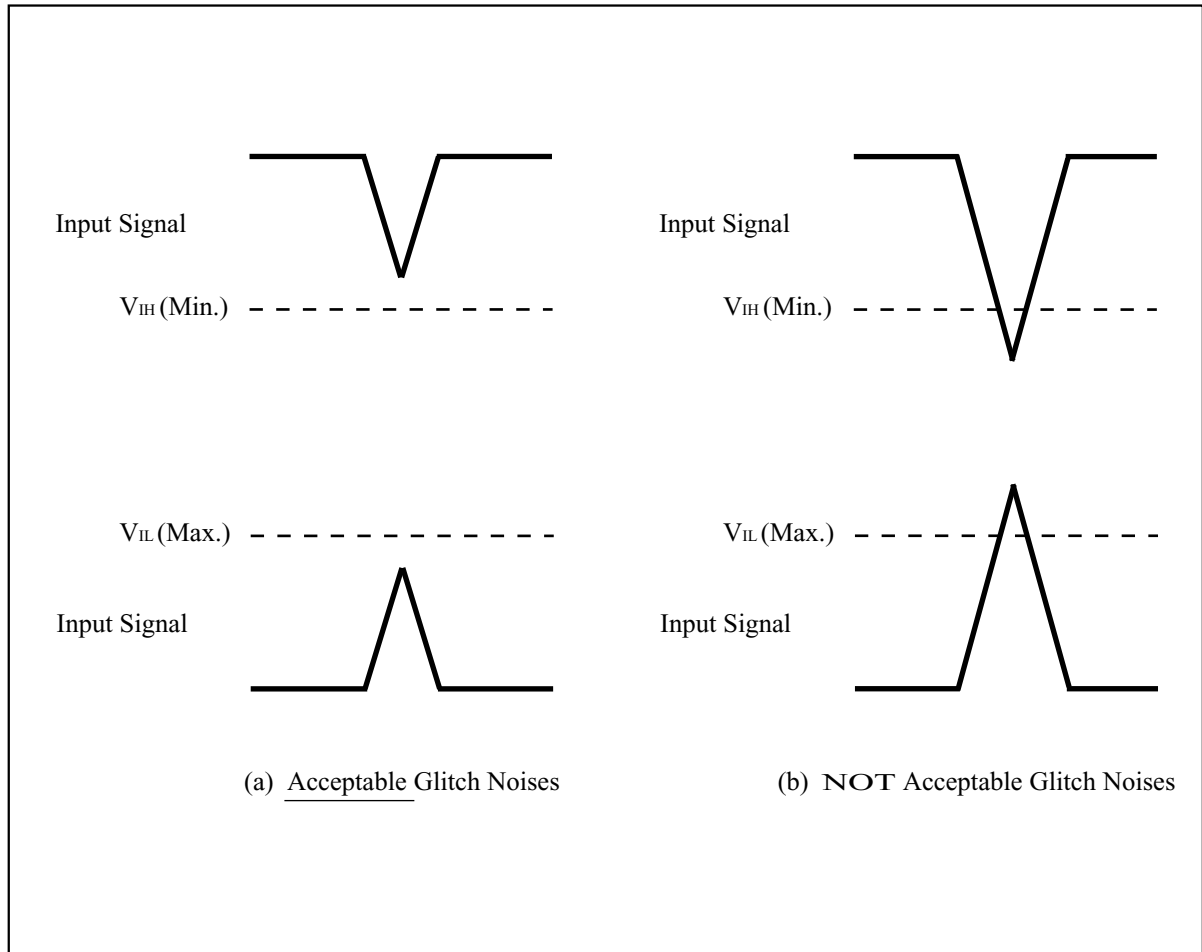 Input Signal
VIH (Min.)
VIL (Max.)
Input Signal
(a) Acceptable Glitch Noises
Input Signal
VIH (Min.)
VIL (Max.)
Input Signal
(b) NOT Acceptable Glitch Noises